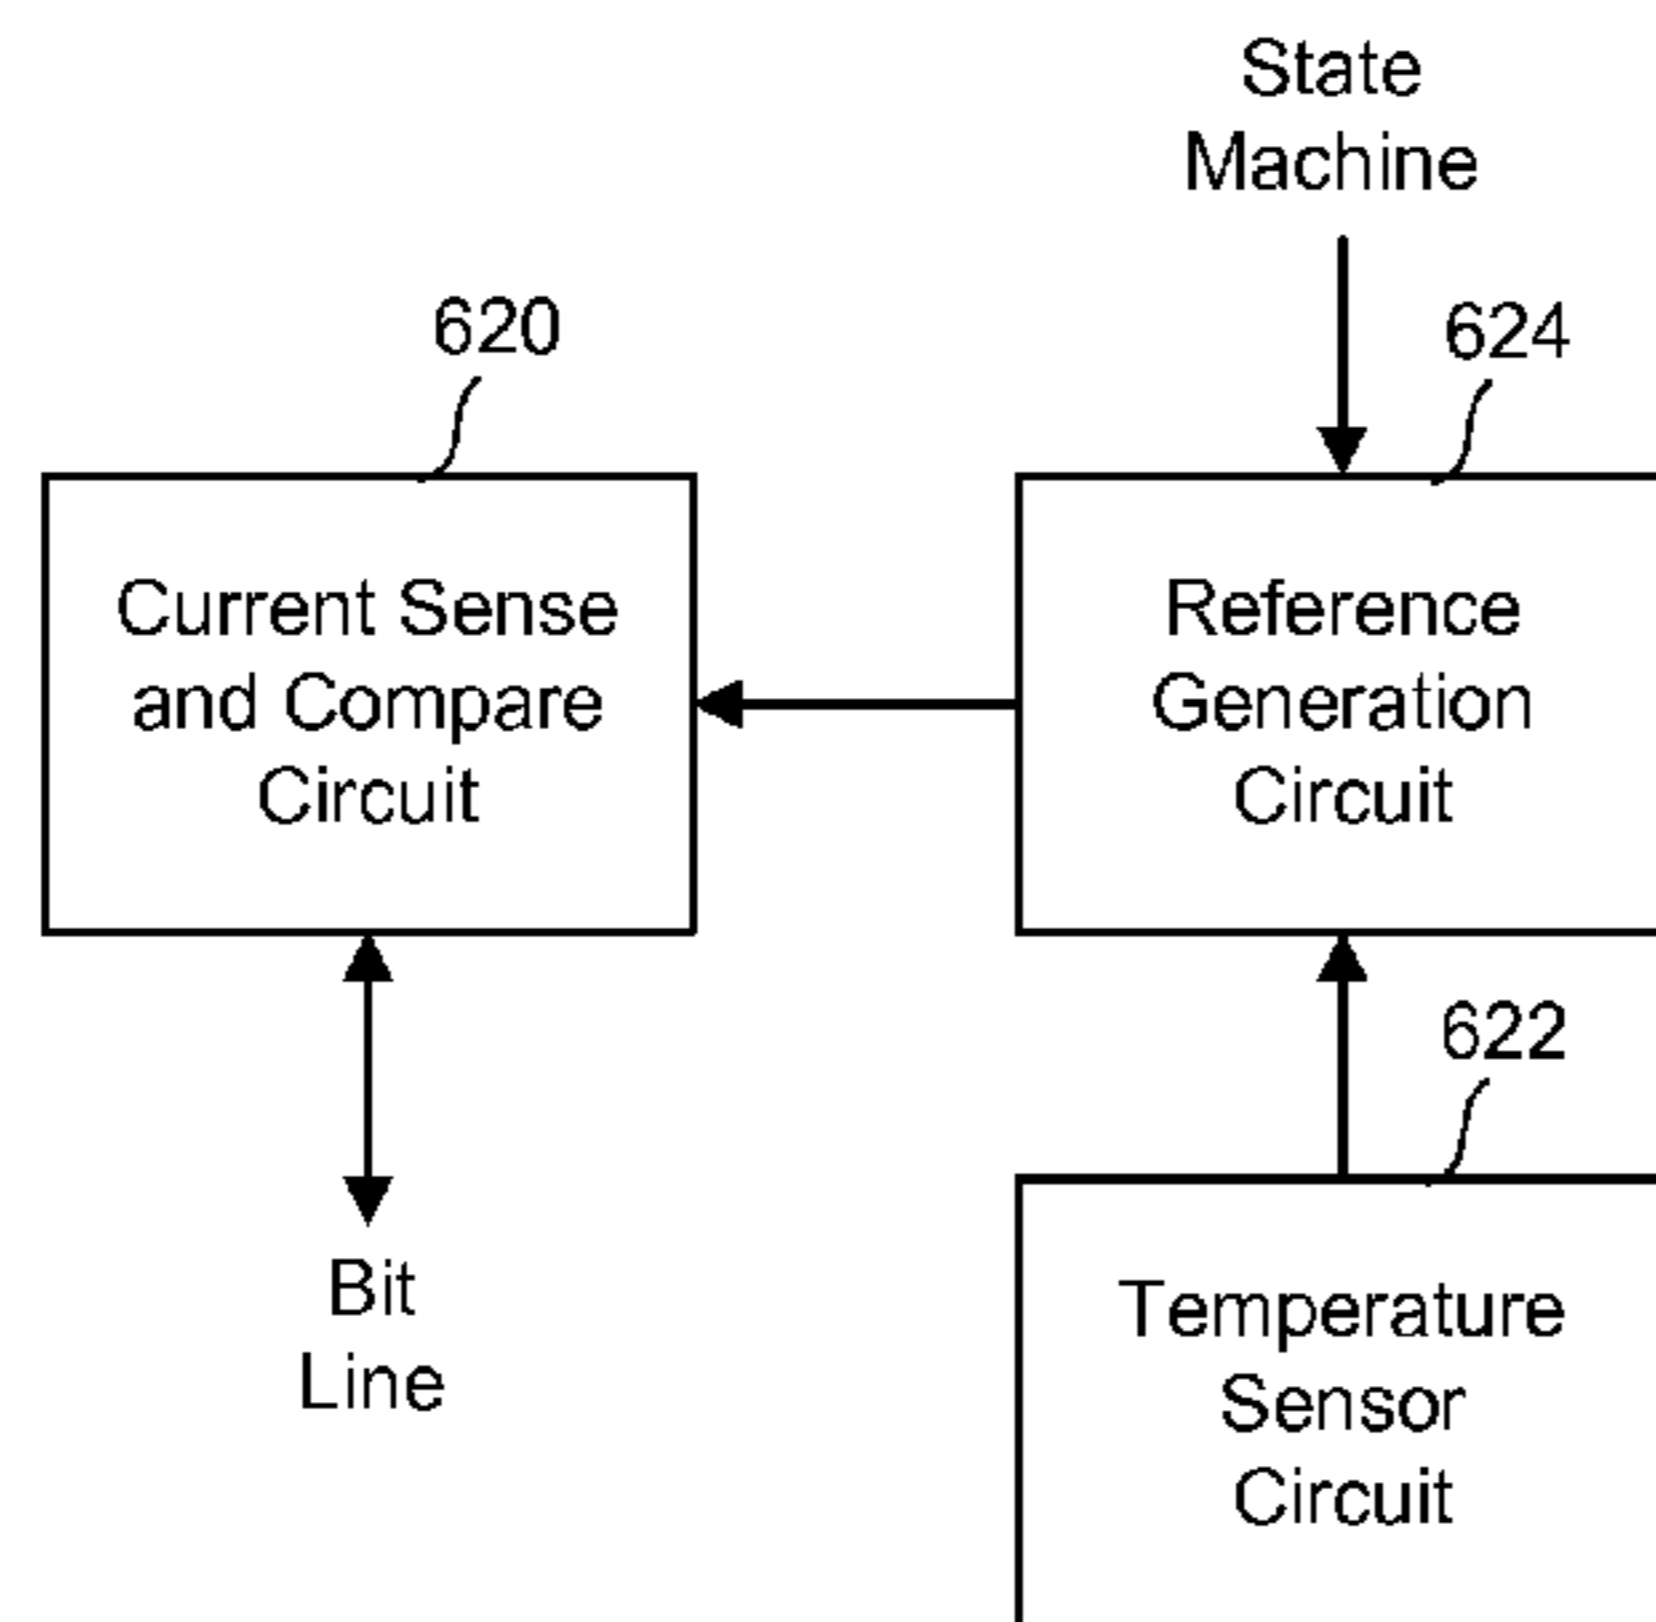 State
Machine
620
624
Current Sense
and Compare
Circuit
Reference
Generation
Circuit
622
Bit
Line
Temperature
Sensor
Circuit